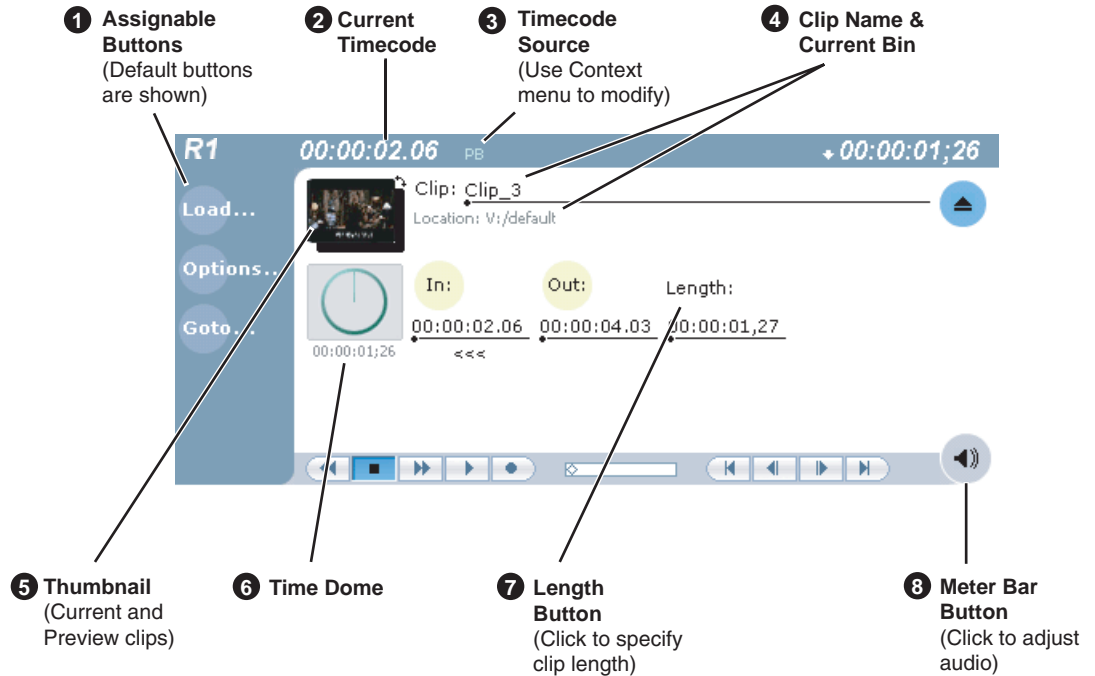 1 Assignable
Buttons
(Default buttons
are shown)
2 Current
Timecode
3 Timecode
Source
(Use Context
menu to modify)
4 Clip Name &
Current Bin
R1 00:00:02.06 PB 00:00:01;26
Load...
Options..
Goto...
Clip: Clip_3
Location: V:/default
In: Out: Length:
00:00:02.06 00:00:04.03 00:00:01,27
00:00:01;26 <<<
5 Thumbnail
(Current and
Preview clips)
6 Time Dome
7 Length
Button
(Click to specify
clip length)
8 Meter Bar
Button
(Click to adjust
audio)